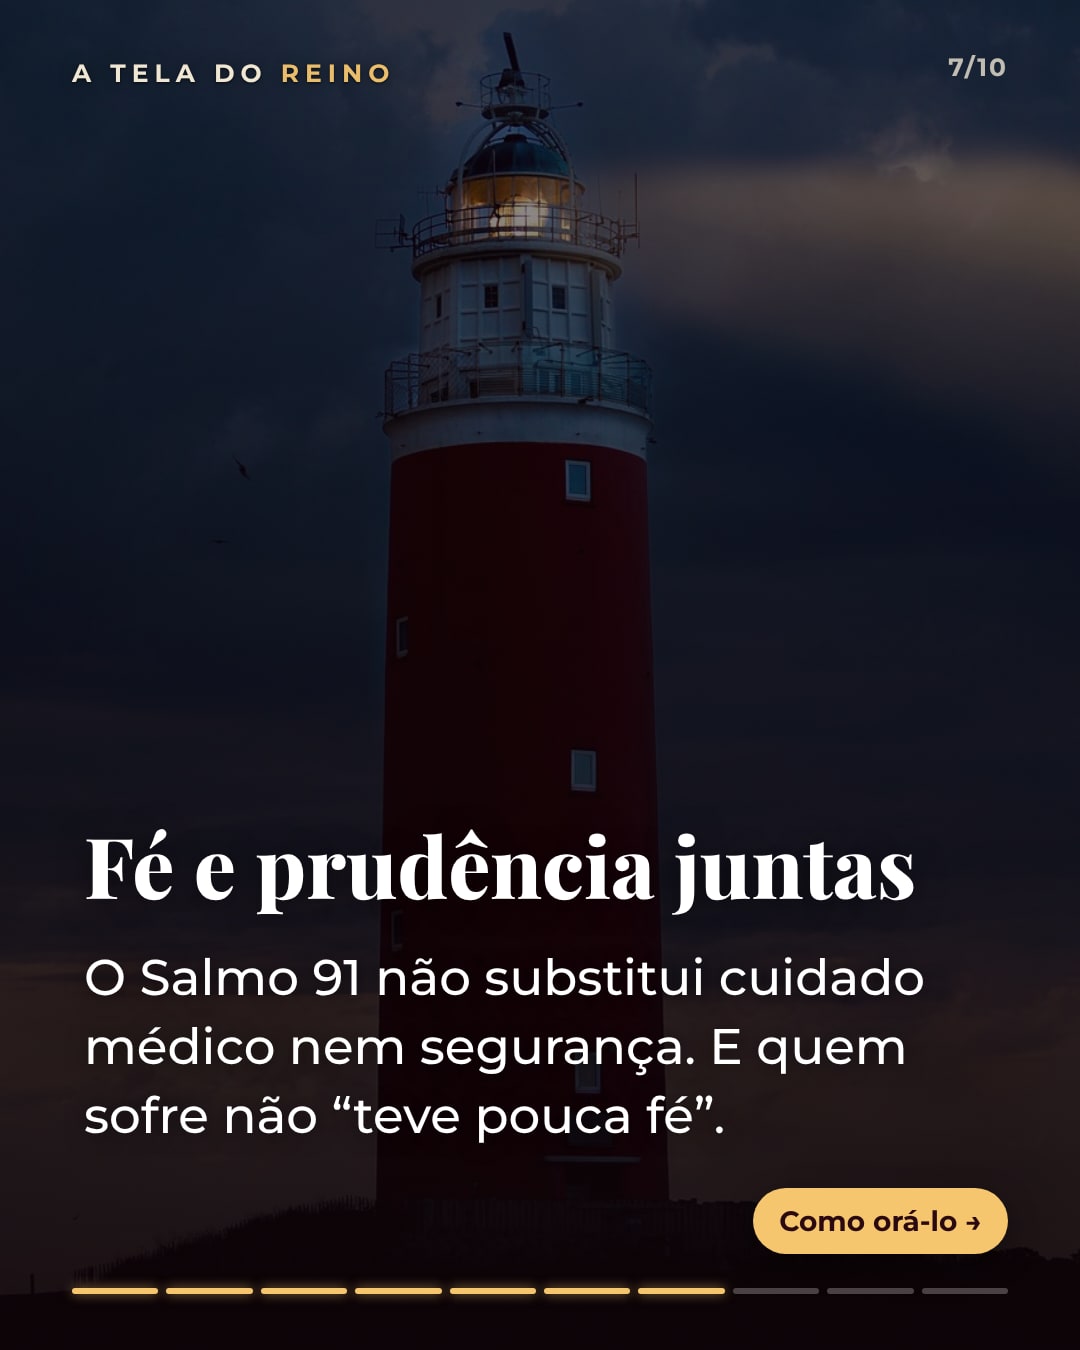 A TELA DO REINO
7/10
Fé e prudência juntas
O Salmo 91 não substitui cuidado
médico nem segurança. E quem
sofre não “teve pouca fé”.
Como orá-lo →